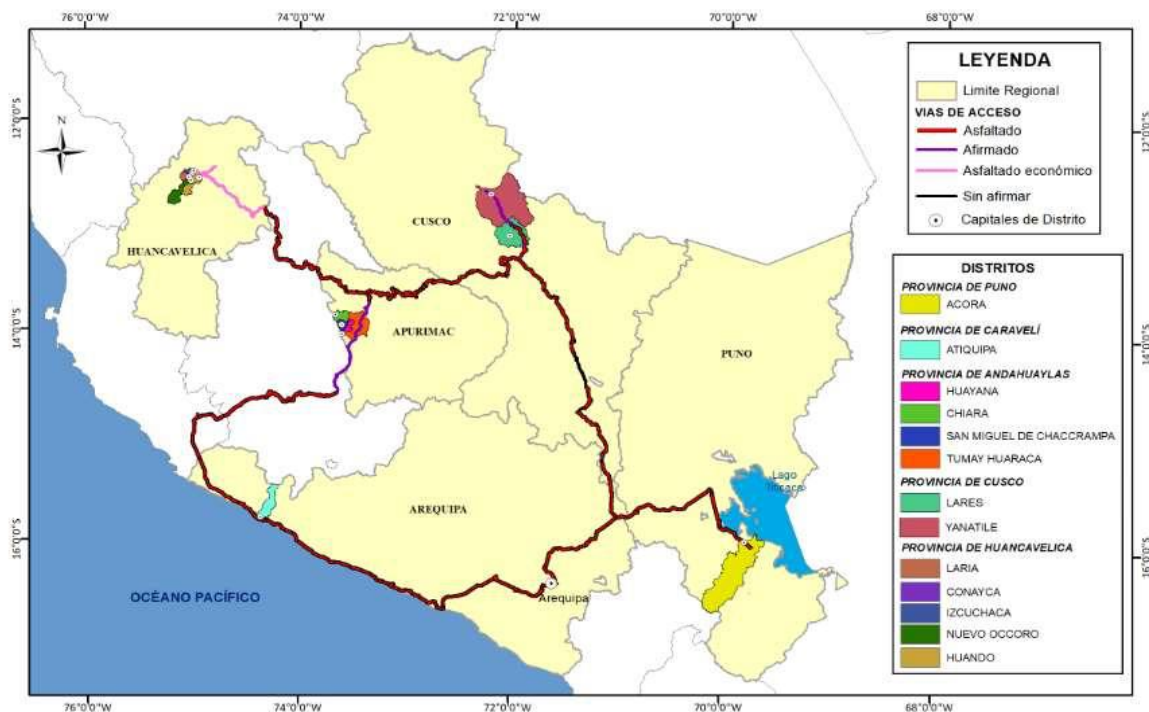 76°0'0"W
74°0'0"W
72°0'0"W
70°0'0"W
68°0'0"W
12°0'0"S
14°0'0"S
16°0'0"S
12°0'0"S
14°0'0"S
16°0'0"S
N
HUANCAVELICA
CUSCO
APURIMAC
PUNO
AREQUIPA
Arequipa
Lago
OCÉANO PACÍFICO
LEYENDA
Limite Regional
VIAS DE ACCESO
Asfaltado
Afirmado
Asfaltado económico
Sin afirmar
Capitales de Distrito
DISTRITOS
PROVINCIA DE PUNO
ACORA
PROVINCIA DE CARAVELÍ
ATIQUIPA
PROVINCIA DE ANDAHUAYLAS
HUAYANA
CHIARA
SAN MIGUEL DE CHACCRAMPA
TUMAY HUARACA
PROVINCIA DE CUSCO
LARES
YANATILE
PROVINCIA DE HUANCAVELICA
LARIA
CONAYCA
IZCUCHACA
NUEVO OCCORO
HUANDO
76°0'0"W
74°0'0"W
72°0'0"W
70°0'0"W
68°0'0"W